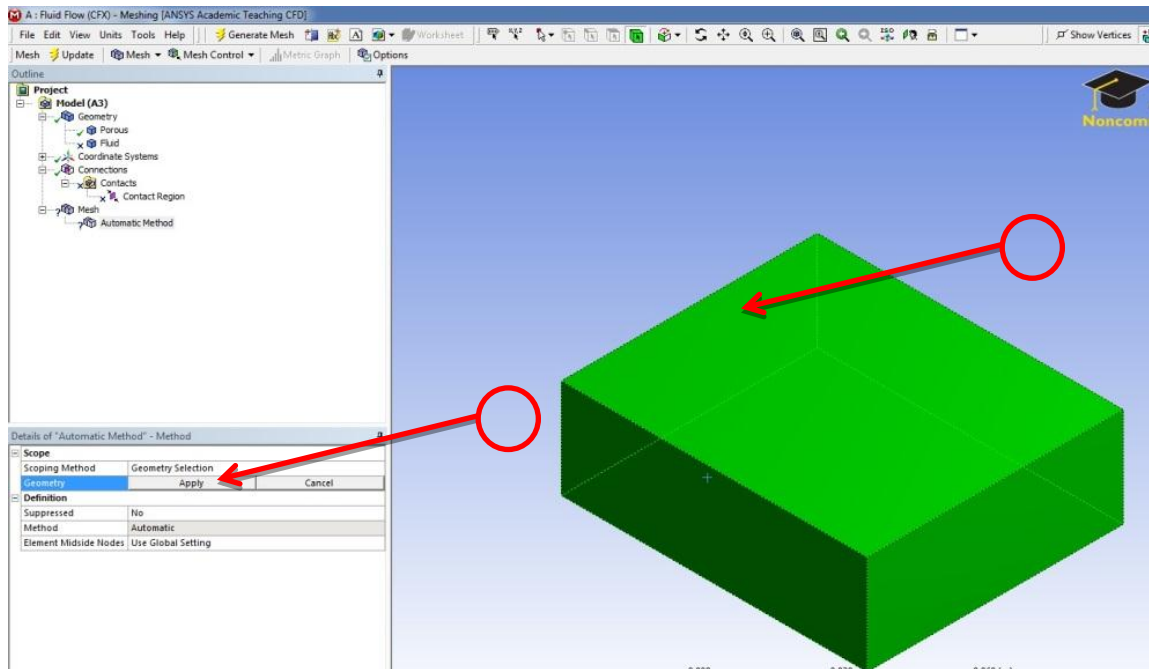 A : Fluid Flow (CFX) - Meshing [ANSYS Academic Teaching CFD]
File Edit View Units Tools Help Generate Mesh Worksheet Show Vertices
Mesh Update Mesh Mesh Control Metric Graph Options
Outline
Project
Model (A3)
Geometry
Porous
Fluid
Coordinate Systems
Connections
Contacts
Contact Region
Mesh
Automatic Method
Noncom
Details of "Automatic Method" - Method
Scope
Scoping Method Geometry Selection
Geometry Apply Cancel
Definition
Suppressed No
Method Automatic
Element Midside Nodes Use Global Setting